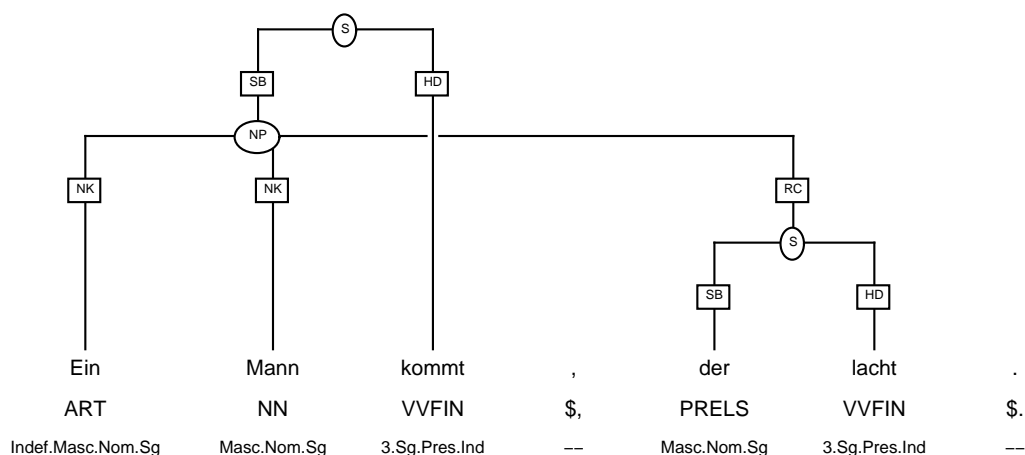 S
SB HD
NP
NK NK RC
S
SB HD
Ein Mann kommt , der lacht .
ART NN VVFIN $, PRELS VVFIN $.
Indef.Masc.Nom.Sg Masc.Nom.Sg 3.Sg.Pres.Ind −− Masc.Nom.Sg 3.Sg.Pres.Ind −−